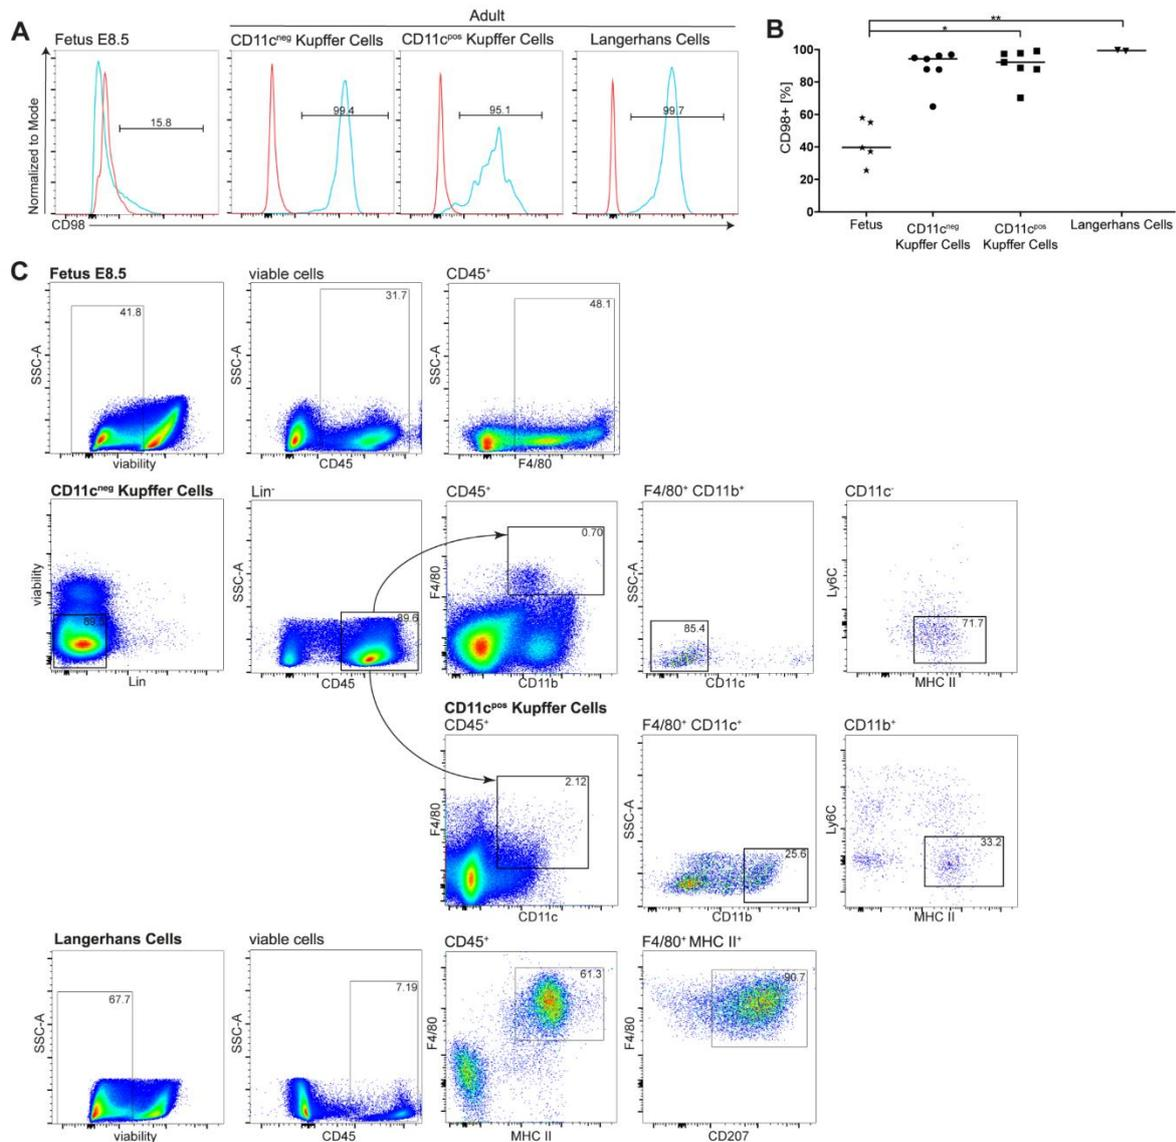 A
Adult
Fetus E8.5
CD11cneg Kupffer Cells
CD11cpos Kupffer Cells
Langerhans Cells
Normalized to Mode
15.8
99.4
95.1
99.7
CD98
B
**
*
CD98+ [%]
100
80
60
40
20
0
Fetus
CD11cneg
Kupffer Cells
CD11cpos
Kupffer Cells
Langerhans Cells
C
Fetus E8.5
viable cells
CD45+
41.8
31.7
48.1
SSC-A
SSC-A
SSC-A
viability
CD45
F4/80
CD11cneg Kupffer Cells
Lin-
CD45+
F4/80+ CD11b+
CD11c-
viability
SSC-A
89.6
F4/80
0.70
SSC-A
85.4
Ly6C
71.7
Lin
CD45
CD11b
CD11c
MHC II
CD11cpos Kupffer Cells
CD45+
F4/80+ CD11c+
CD11b+
F4/80
2.12
SSC-A
25.6
Ly6C
33.2
CD11c
CD11b
MHC II
Langerhans Cells
viable cells
CD45+
F4/80+ MHC II+
SSC-A
67.7
SSC-A
7.19
F4/80
61.3
F4/80
90.7
viability
CD45
MHC II
CD207